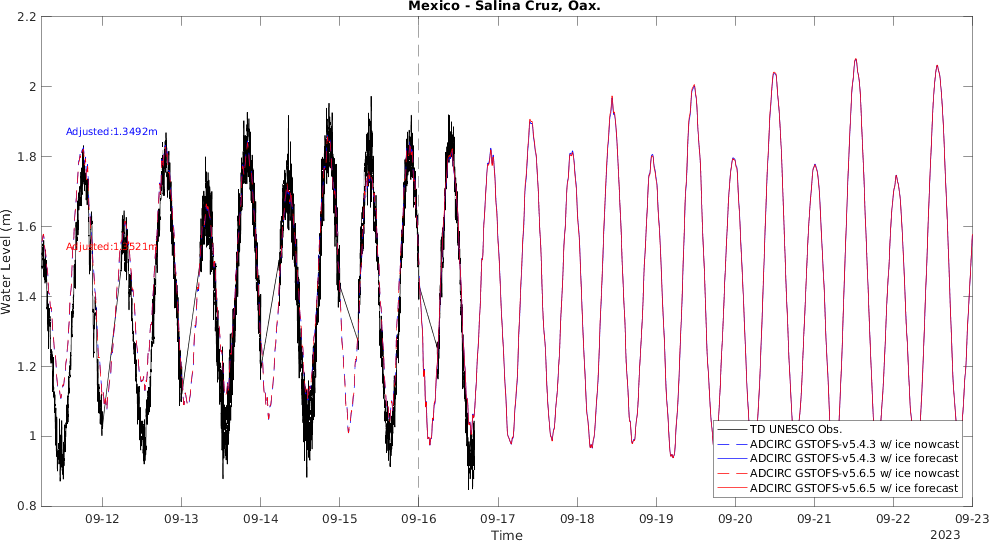 Mexico - Salina Cruz, Oax.
2.2
2
1.8
1.6
1.4
1.2
1
0.8
Water Level (m)
Adjusted:1.3492m
Adjusted:1.3521m
TD UNESCO Obs.
ADCIRC GSTOFS-v5.4.3 w/ ice nowcast
ADCIRC GSTOFS-v5.4.3 w/ ice forecast
ADCIRC GSTOFS-v5.6.5 w/ ice nowcast
ADCIRC GSTOFS-v5.6.5 w/ ice forecast
09-12 09-13 09-14 09-15 09-16 09-17 09-18 09-19 09-20 09-21 09-22 09-23
Time
2023